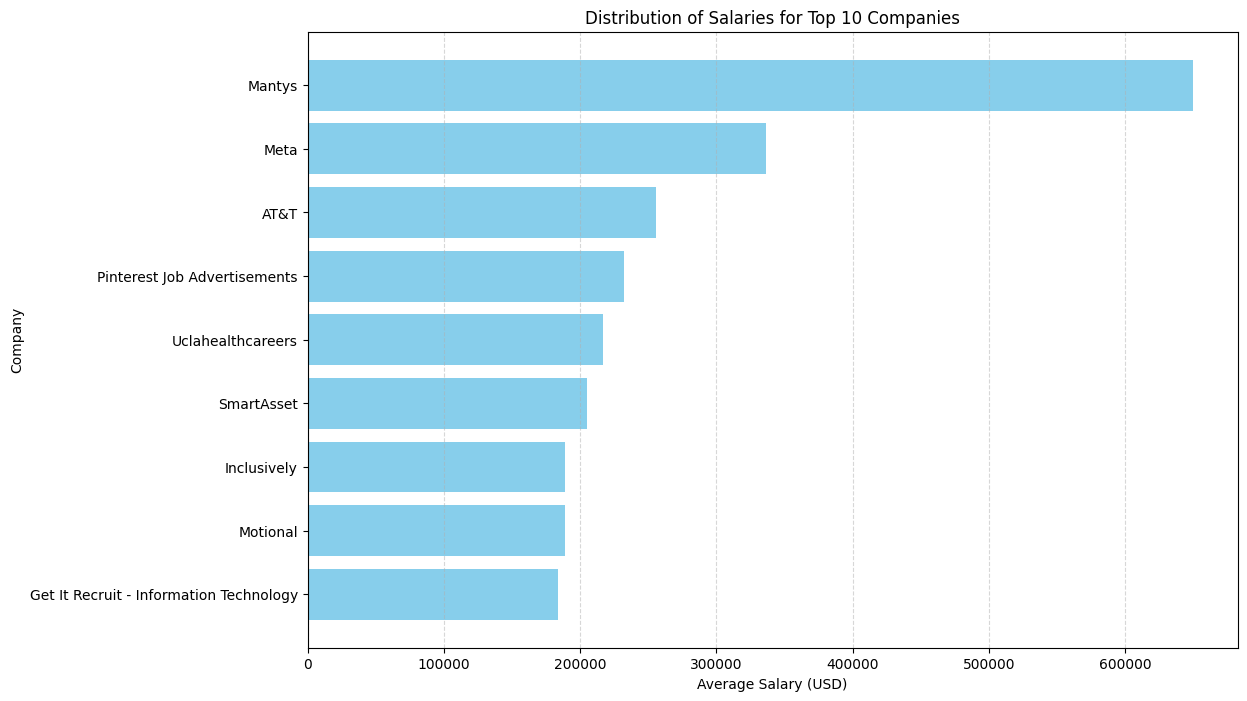 Distribution of Salaries for Top 10 Companies
Company
Mantys
Meta
AT&T
Pinterest Job Advertisements
Uclahealthcareers
SmartAsset
Inclusively
Motional
Get It Recruit - Information Technology
0 100000 200000 300000 400000 500000 600000
Average Salary (USD)